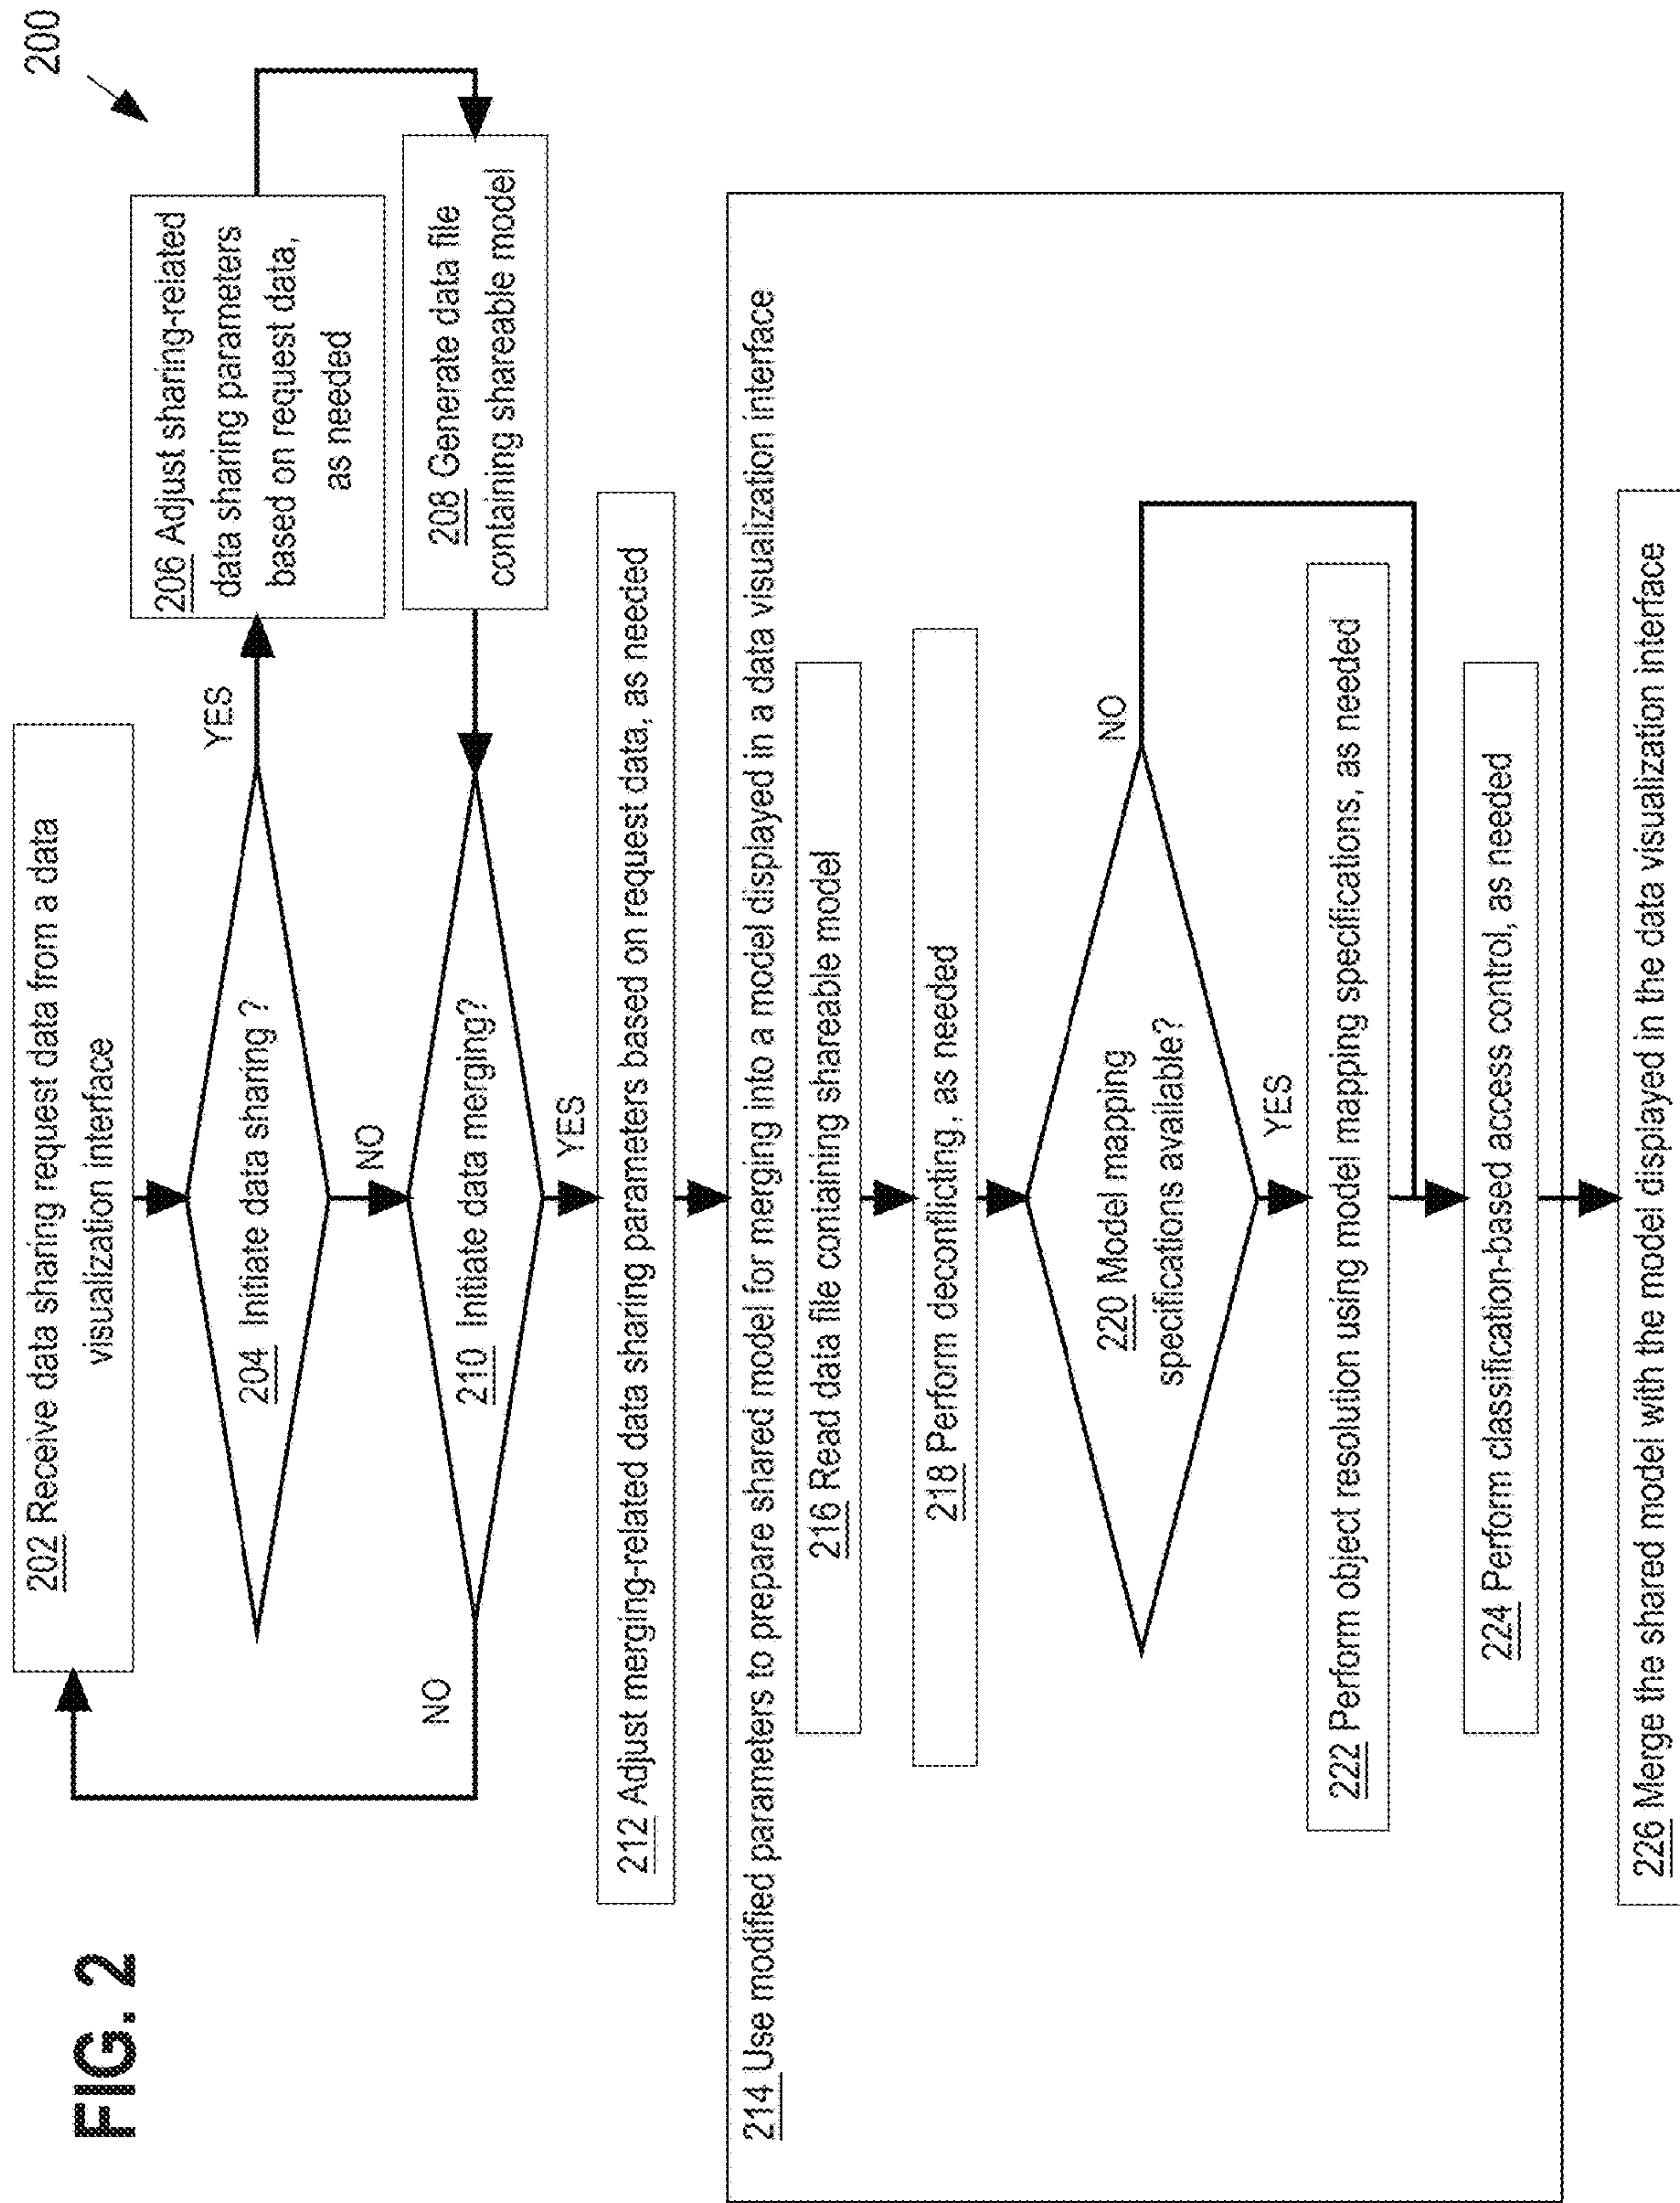 FIG. 2
200
202 Receive data sharing request data from a data
visualization interface
204 Initiate data sharing ?
YES
206 Adjust sharing-related
data sharing parameters
based on request data,
as needed
208 Generate data file
containing shareable model
NO
210 Initiate data merging?
NO
YES
212 Adjust merging-related data sharing parameters based on request data, as needed
214 Use modified parameters to prepare shared model for merging into a model displayed in a data visualization interface
216 Read data file containing shareable model
218 Perform deconflicting, as needed
220 Model mapping
specifications available?
NO
YES
222 Perform object resolution using model mapping specifications, as needed
224 Perform classification-based access control, as needed
226 Merge the shared model with the model displayed in the data visualization interface